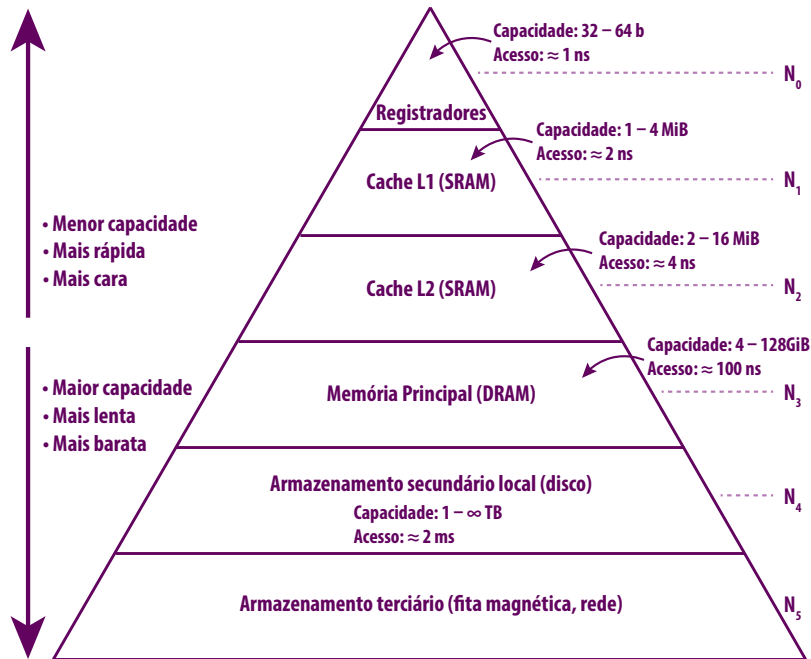 Capacidade: 32 – 64 b
Acesso: ≈ 1 ns
N0
Registradores
Capacidade: 1 – 4 MiB
Acesso: ≈ 2 ns
Cache L1 (SRAM)
N1
• Menor capacidade
• Mais rápida
• Mais cara
Capacidade: 2 – 16 MiB
Acesso: ≈ 4 ns
Cache L2 (SRAM)
N2
Capacidade: 4 – 128GiB
Acesso: ≈ 100 ns
• Maior capacidade
• Mais lenta
• Mais barata
Memória Principal (DRAM)
N3
Armazenamento secundário local (disco)
Capacidade: 1 – ∞ TB
Acesso: ≈ 2 ms
N4
Armazenamento terciário (fita magnética, rede)
N5